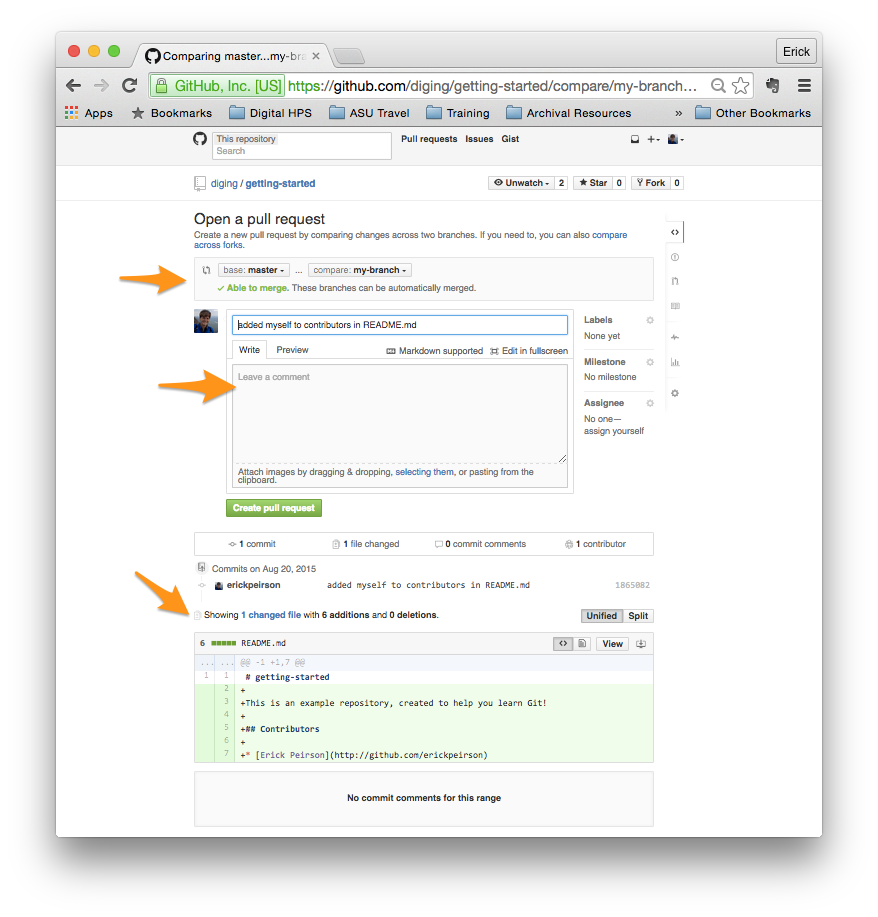 Comparing master...my-bra
Erick
GitHub, Inc. [US] https://github.com/diging/getting-started/compare/my-branch...
Apps Bookmarks Digital HPS ASU Travel Training Archival Resources » Other Bookmarks
This repository
Search
Pull requests Issues Gist
diging / getting-started
Unwatch 2 Star 0 Fork 0
Open a pull request
Create a new pull request by comparing changes across two branches. If you need to, you can also compare
across forks.
base: master ... compare: my-branch
Able to merge. These branches can be automatically merged.
added myself to contributors in README.md
Write Preview Markdown supported Edit in fullscreen
Leave a comment
Attach images by dragging & dropping, selecting them, or pasting from the
clipboard.
Labels
None yet
Milestone
No milestone
Assignee
No one—
assign yourself
Create pull request
1 commit 1 file changed 0 commit comments 1 contributor
Commits on Aug 20, 2015
erickpeirson added myself to contributors in README.md 1865082
Showing 1 changed file with 6 additions and 0 deletions. Unified Split
6 README.md <> View
... ... @@ -1 +1,7 @@
1 1 # getting-started
2 +
3 +This is an example repository, created to help you learn Git!
4 +
5 +## Contributors
6 +
7 +* [Erick Peirson](http://github.com/erickpeirson)
No commit comments for this range